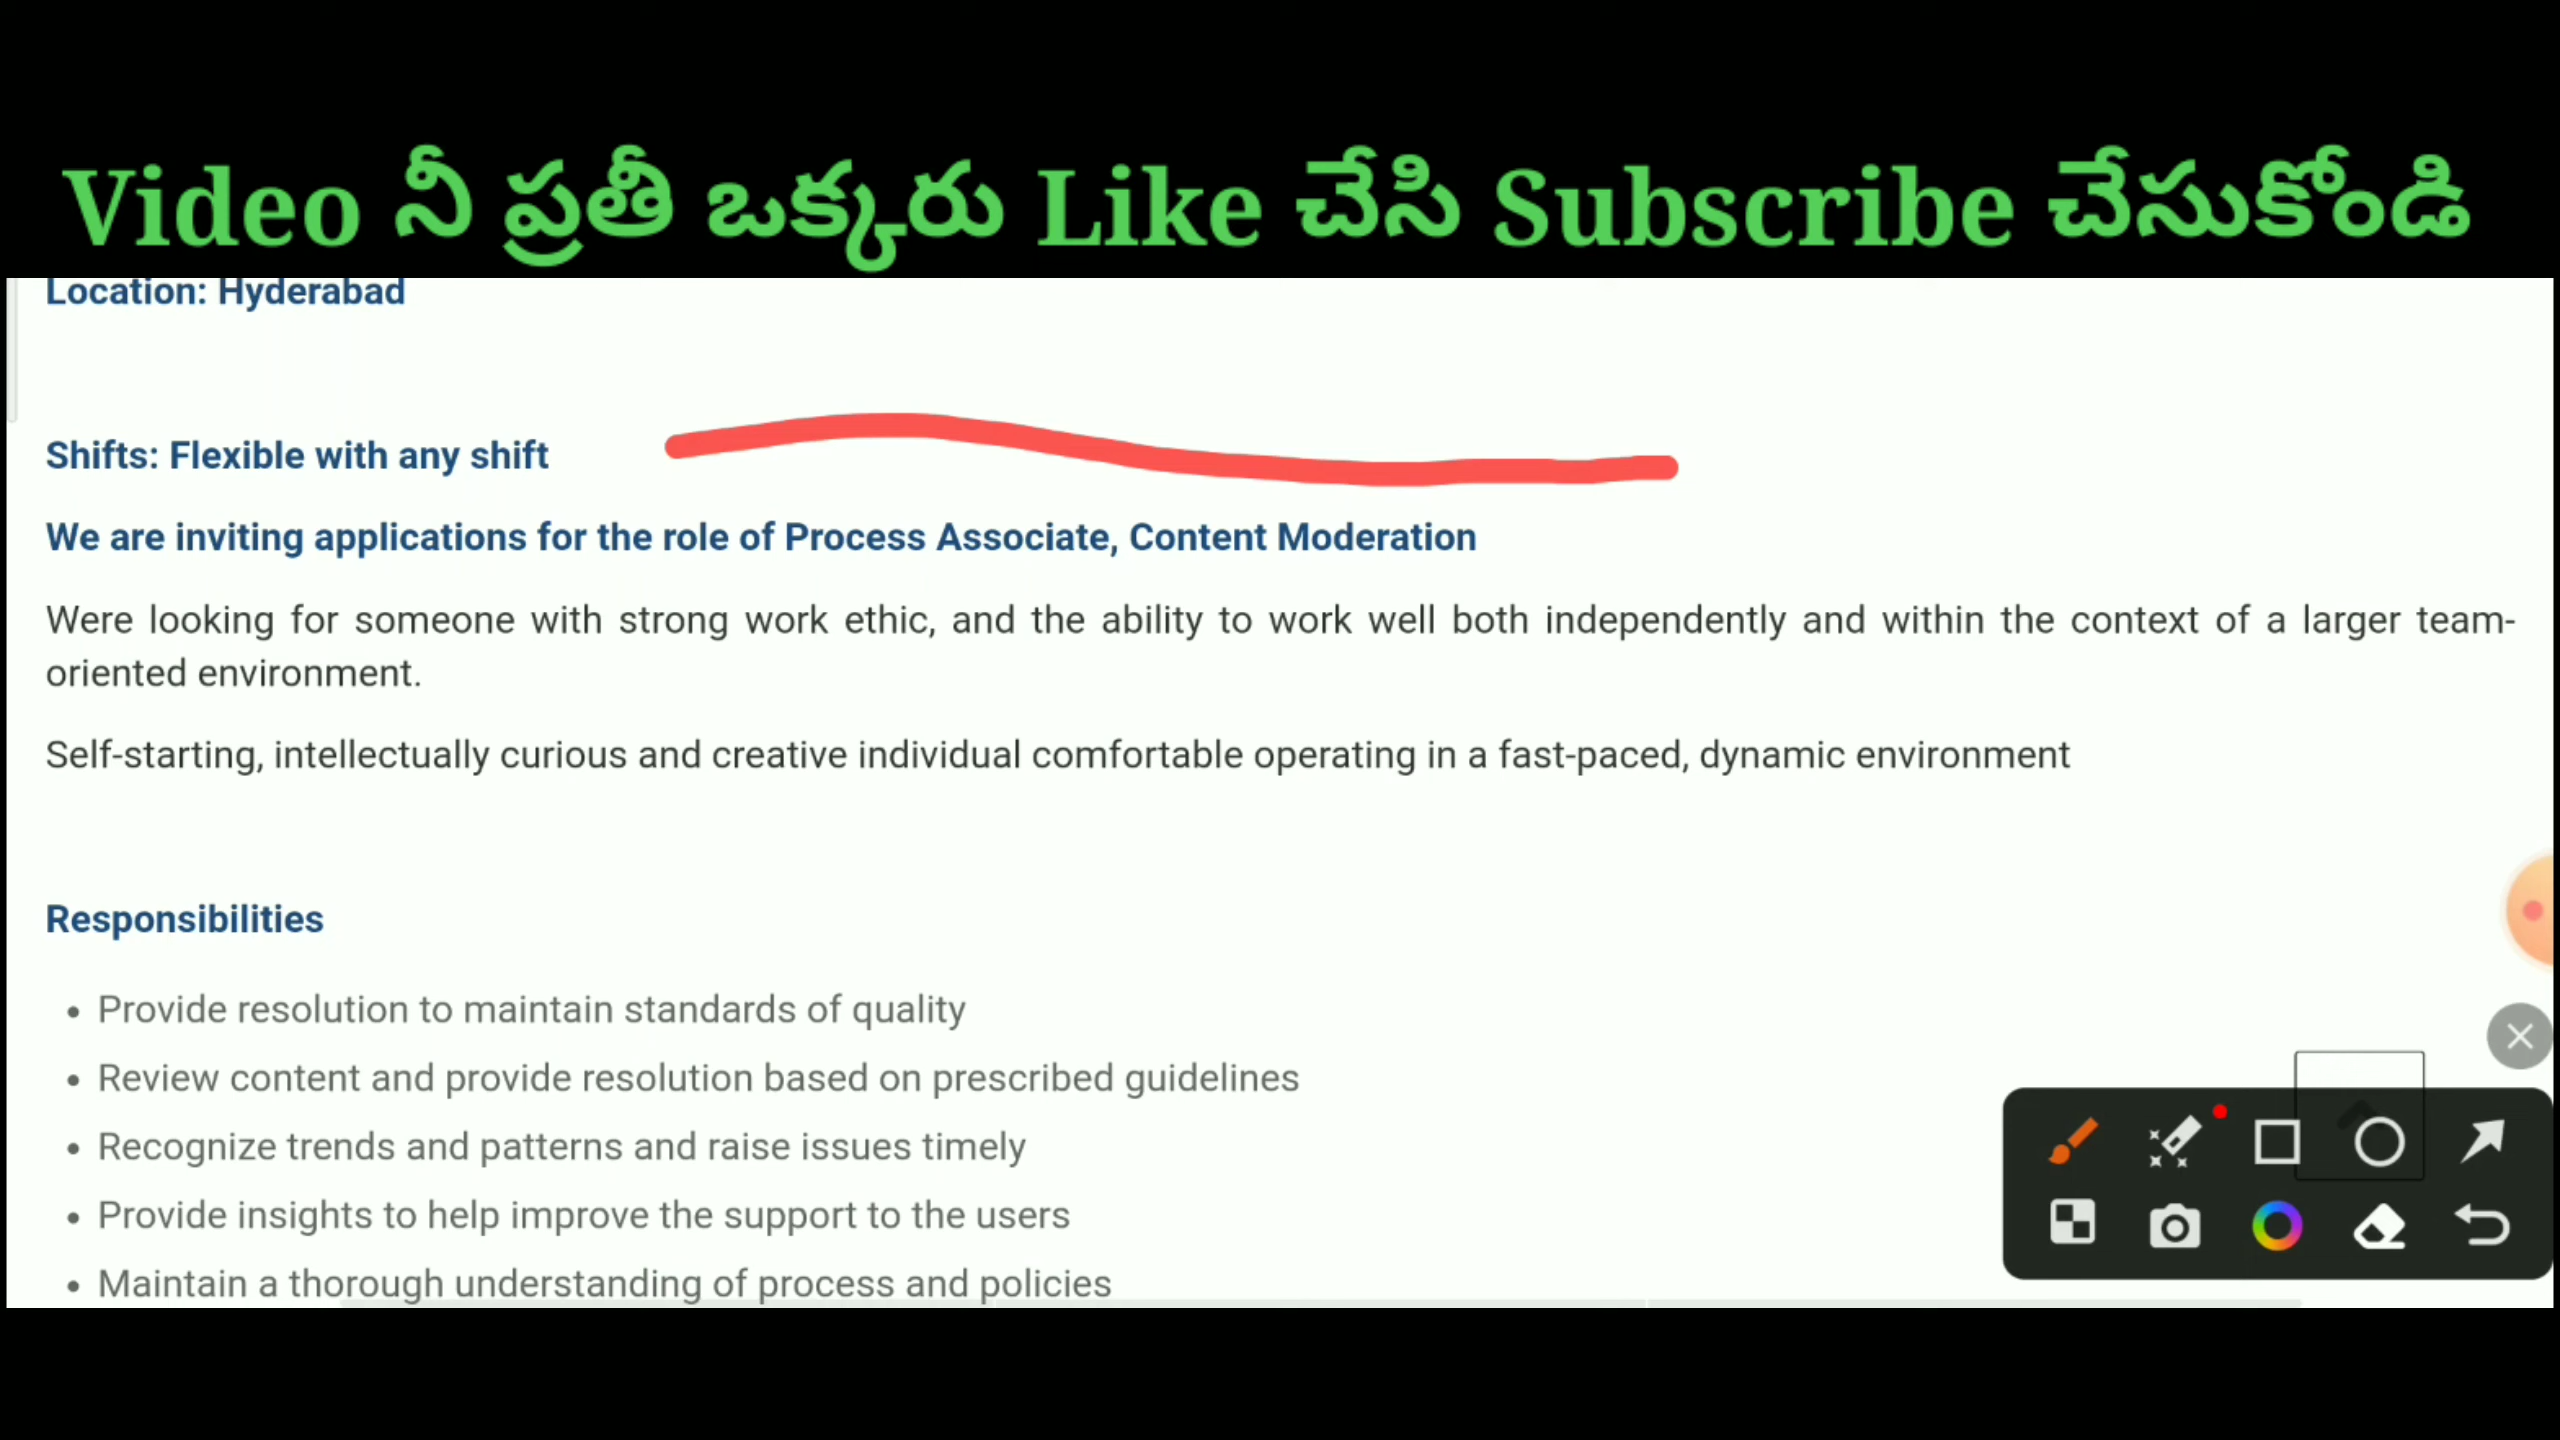 Video నీ ప్రతీ ఒక్కరు Like చేసి Subscribe చేసుకోండి
Location: Hyderabad
Shifts: Flexible with any shift
We are inviting applications for the role of Process Associate, Content Moderation
Were looking for someone with strong work ethic, and the ability to work well both independently and within the context of a larger team-
oriented environment.
Self-starting, intellectually curious and creative individual comfortable operating in a fast-paced, dynamic environment
Responsibilities
• Provide resolution to maintain standards of quality
• Review content and provide resolution based on prescribed guidelines
• Recognize trends and patterns and raise issues timely
• Provide insights to help improve the support to the users
• Maintain a thorough understanding of process and policies